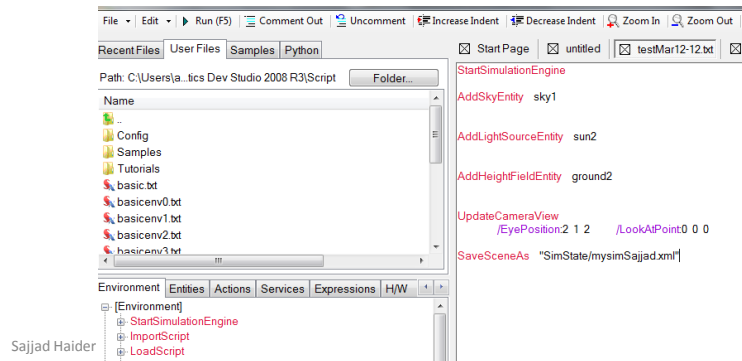 File Edit Run (F5) Comment Out Uncomment Increase Indent Decrease Indent Zoom In Zoom Out
Recent Files User Files Samples Python
Start Page untitled testMar12-12.txt
Path: C:\Users\a...tics Dev Studio 2008 R3\Script Folder...
Name
..
Config
Samples
Tutorials
basic.txt
basicenv0.txt
basicenv1.txt
basicenv2.txt
basicenv3.txt
StartSimulationEngine
AddSkyEntity sky1
AddLightSourceEntity sun2
AddHeightFieldEntity ground2
UpdateCameraView
/EyePosition:2 1 2 /LookAtPoint:0 0 0
SaveSceneAs "SimState/mysimSajjad.xml"
Environment Entities Actions Services Expressions H/W
[Environment]
StartSimulationEngine
ImportScript
LoadScript
Sajjad Haider